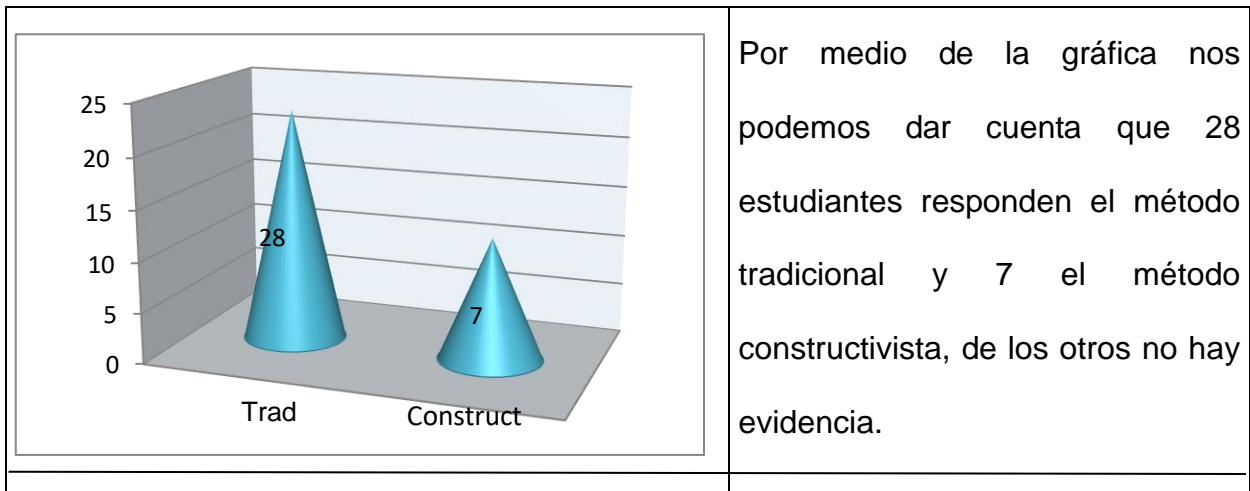 25
20
15
10
5
0
28
7
Trad
Construct
Por medio de la gráfica nos
podemos dar cuenta que 28
estudiantes responden el método
tradicional y 7 el método
constructivista, de los otros no hay
evidencia.